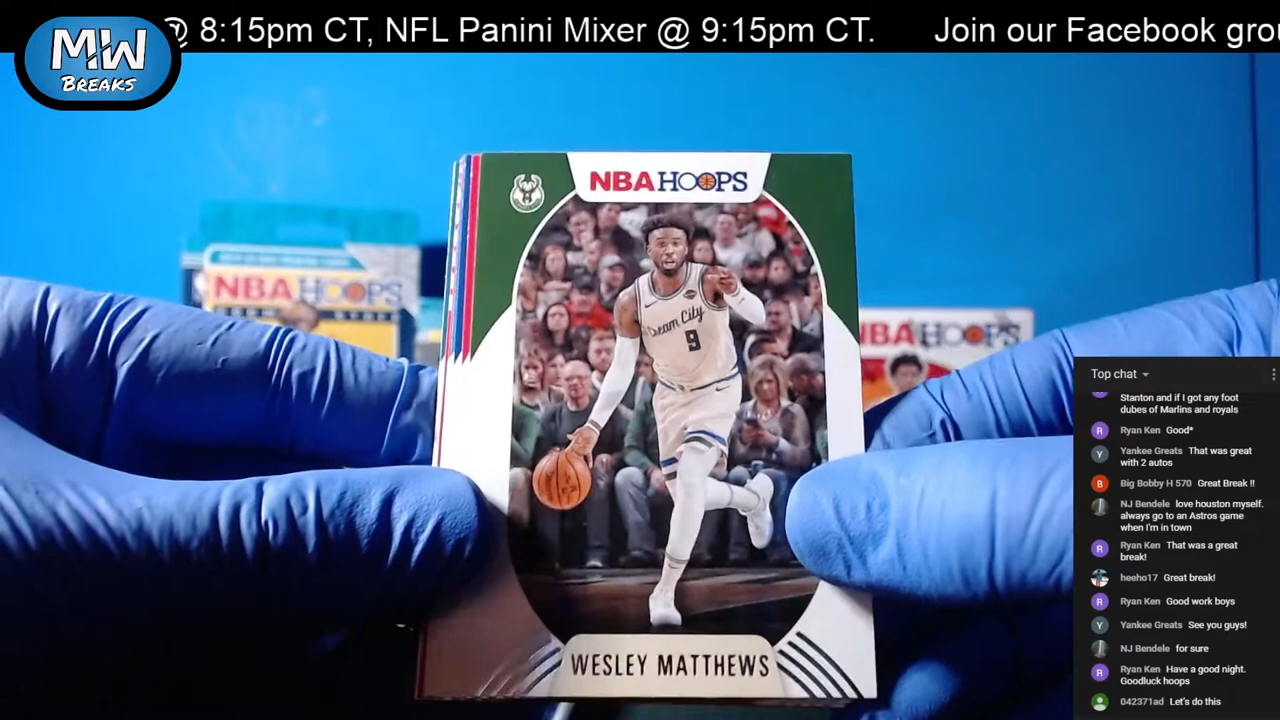 @ 8:15pm CT, NFL Panini Mixer @ 9:15pm CT. Join our Facebook
MW
BREAKS
NBA HOOPS
NBA HOOPS
NBA HOOPS
Cream City
9
WESLEY MATTHEWS
Top chat
Stanton and if I got any foot
dubes of Marlins and royals
R Ryan Ken Good*
Y Yankee Greats That was great
with 2 autos
B Big Bobby H 570 Great Break !!
NJ Bendele love houston myself.
always go to an Astros game
when I'm in town
R Ryan Ken That was a great
break!
heeho17 Great break!
R Ryan Ken Good work boys
Y Yankee Greats See you guys!
NJ Bendele for sure
R Ryan Ken Have a good night.
Goodluck hoops
042371ad Let's do this